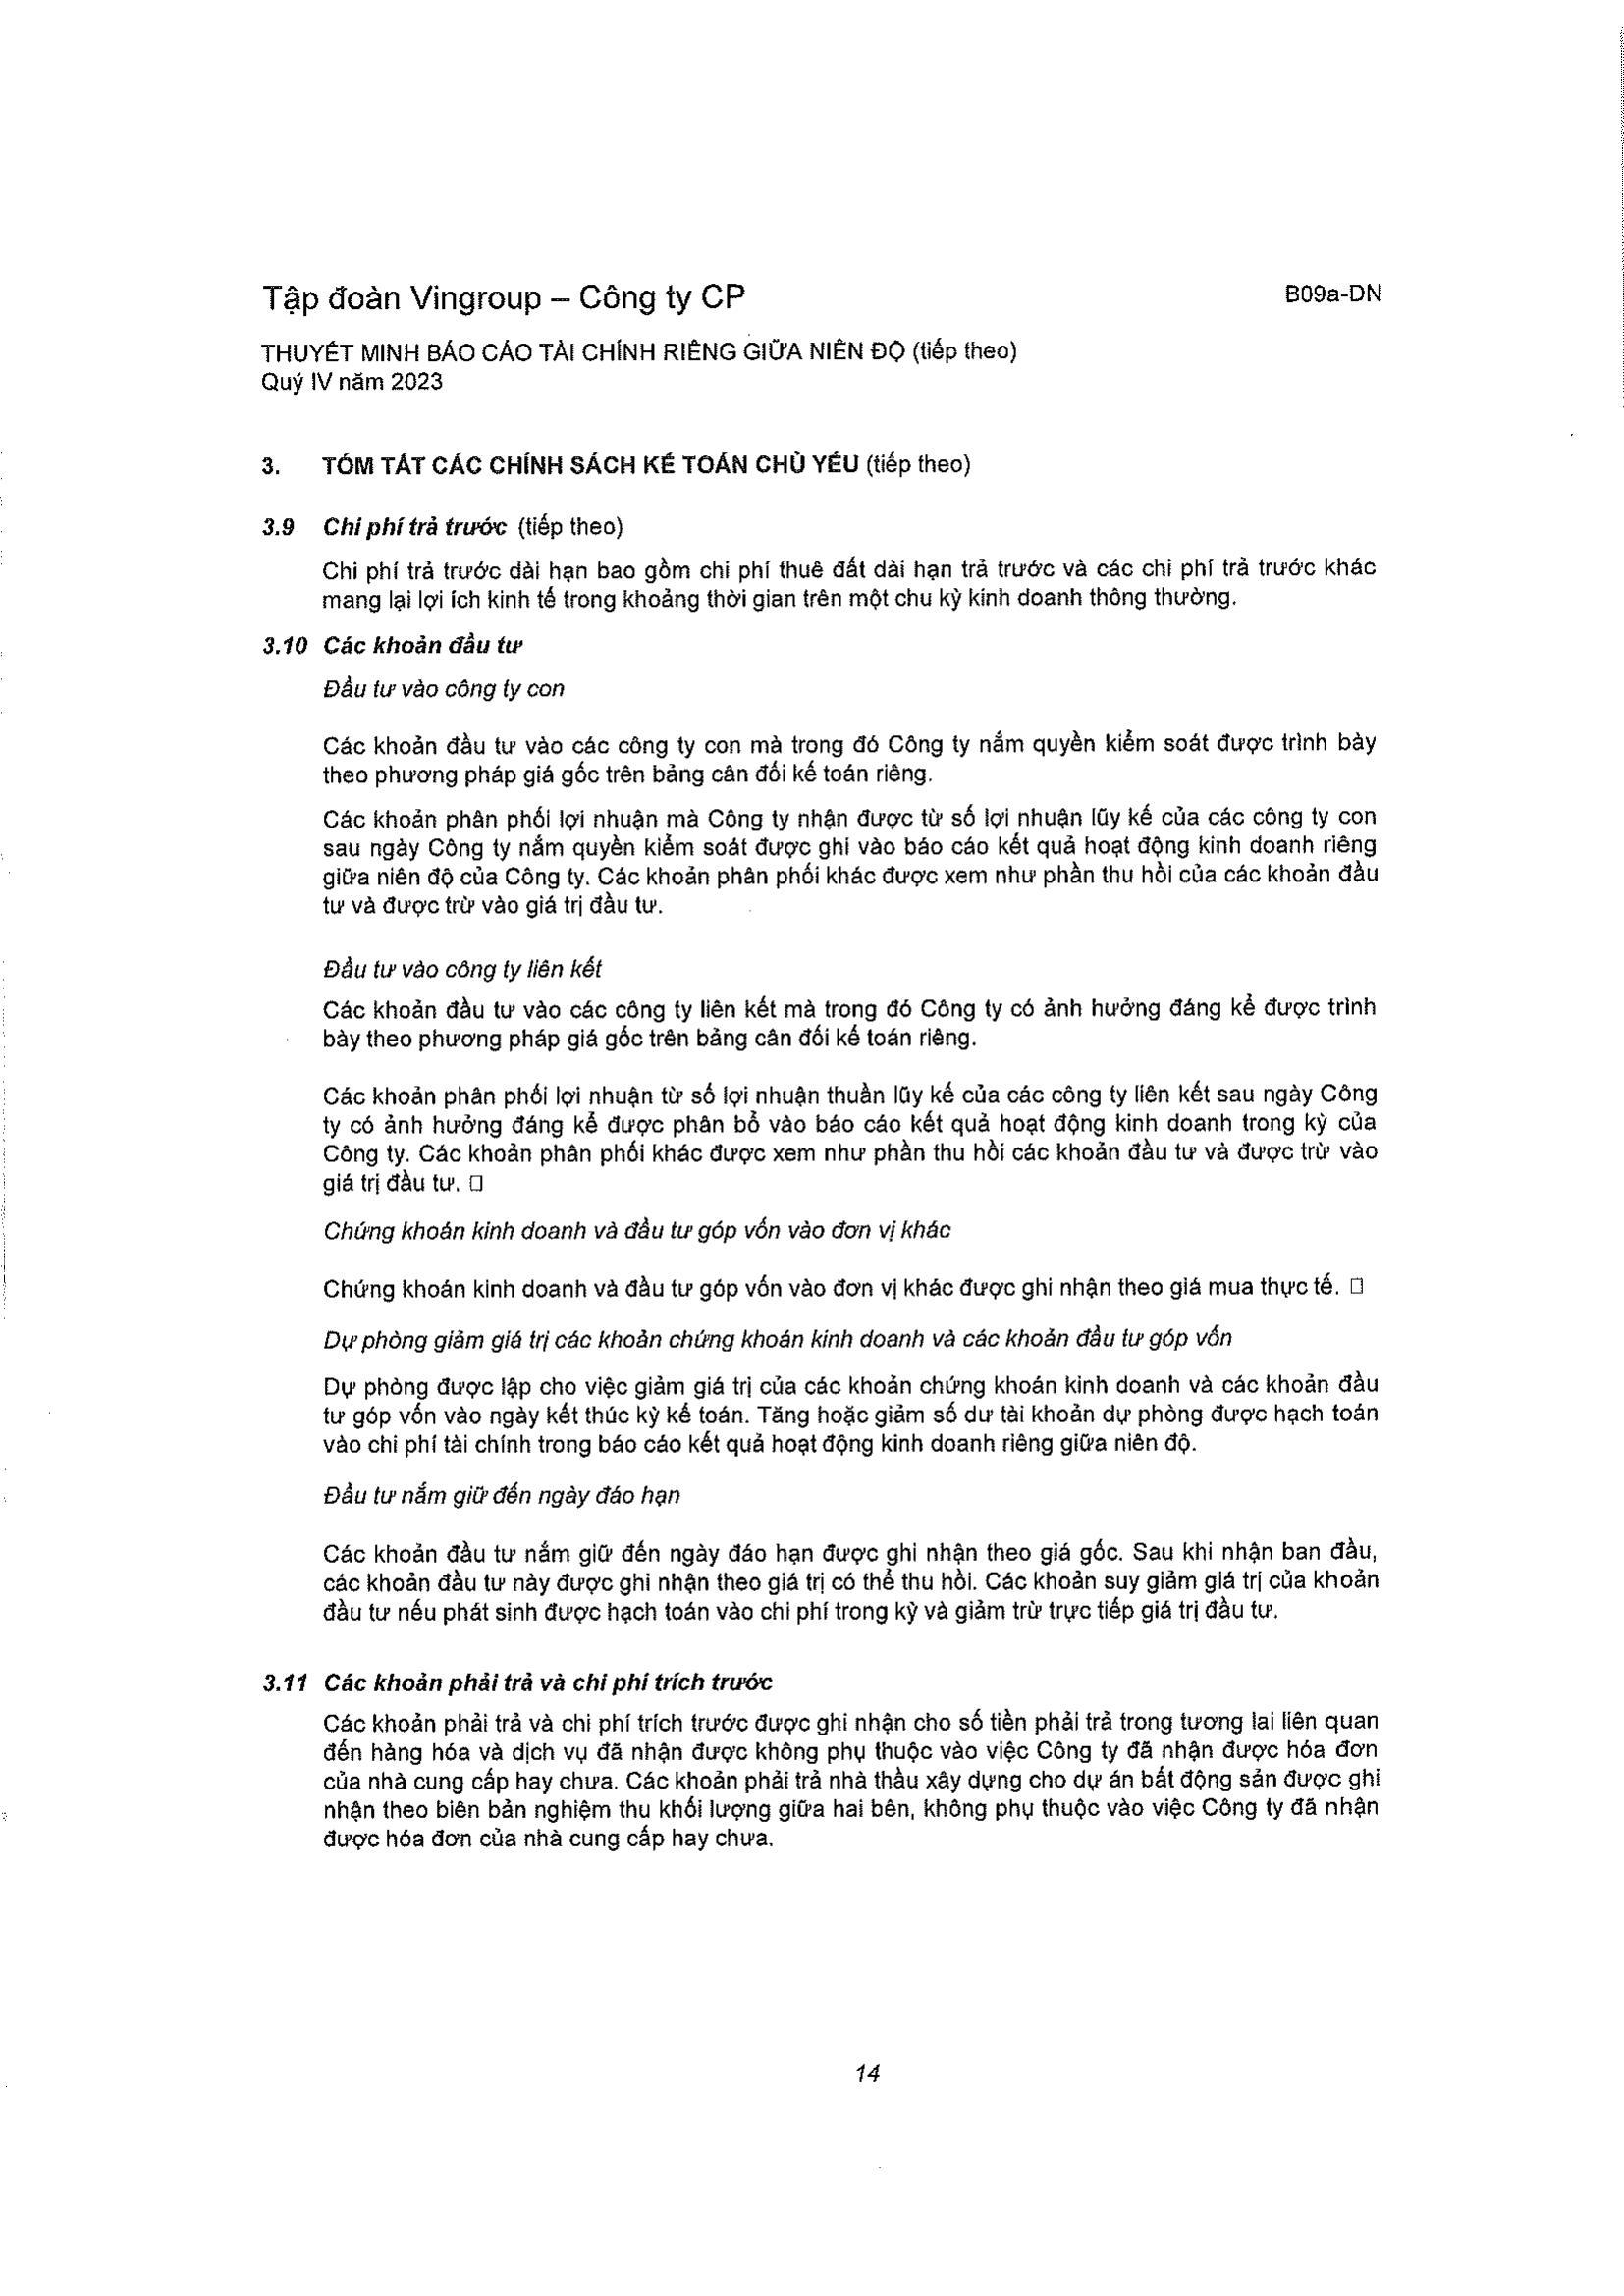 Tập đoàn Vingroup – Công ty CP
B09a-DN
THUYẾT MINH BÁO CÁO TÀI CHÍNH RIÊNG GIỮA NIÊN ĐỘ (tiếp theo)
Quý IV năm 2023
3. TÓM TẮT CÁC CHÍNH SÁCH KẾ TOÁN CHỦ YẾU (tiếp theo)
3.9 Chi phí trả trước (tiếp theo)
Chi phí trả trước dài hạn bao gồm chi phí thuê đất dài hạn trả trước và các chi phí trả trước khác
mang lại lợi ích kinh tế trong khoảng thời gian trên một chu kỳ kinh doanh thông thường.
3.10 Các khoản đầu tư
Đầu tư vào công ty con
Các khoản đầu tư vào các công ty con mà trong đó Công ty nắm quyền kiểm soát được trình bày
theo phương pháp giá gốc trên bảng cân đối kế toán riêng.
Các khoản phân phối lợi nhuận mà Công ty nhận được từ số lợi nhuận lũy kế của các công ty con
sau ngày Công ty nắm quyền kiểm soát được ghi vào báo cáo kết quả hoạt động kinh doanh riêng
giữa niên độ của Công ty. Các khoản phân phối khác được xem như phần thu hồi của các khoản đầu
tư và được trừ vào giá trị đầu tư.
Đầu tư vào công ty liên kết
Các khoản đầu tư vào các công ty liên kết mà trong đó Công ty có ảnh hưởng đáng kể được trình
bày theo phương pháp giá gốc trên bảng cân đối kế toán riêng.
Các khoản phân phối lợi nhuận từ số lợi nhuận thuần lũy kế của các công ty liên kết sau ngày Công
ty có ảnh hưởng đáng kể được phân bổ vào báo cáo kết quả hoạt động kinh doanh trong kỳ của
Công ty. Các khoản phân phối khác được xem như phần thu hồi các khoản đầu tư và được trừ vào
giá trị đầu tư. □
Chứng khoán kinh doanh và đầu tư góp vốn vào đơn vị khác
Chứng khoán kinh doanh và đầu tư góp vốn vào đơn vị khác được ghi nhận theo giá mua thực tế. □
Dự phòng giảm giá trị các khoản chứng khoán kinh doanh và các khoản đầu tư góp vốn
Dự phòng được lập cho việc giảm giá trị của các khoản chứng khoán kinh doanh và các khoản đầu
tư góp vốn vào ngày kết thúc kỳ kế toán. Tăng hoặc giảm số dư tài khoản dự phòng được hạch toán
vào chi phí tài chính trong báo cáo kết quả hoạt động kinh doanh riêng giữa niên độ.
Đầu tư nắm giữ đến ngày đáo hạn
Các khoản đầu tư nắm giữ đến ngày đáo hạn được ghi nhận theo giá gốc. Sau khi nhận ban đầu,
các khoản đầu tư này được ghi nhận theo giá trị có thể thu hồi. Các khoản suy giảm giá trị của khoản
đầu tư nếu phát sinh được hạch toán vào chi phí trong kỳ và giảm trừ trực tiếp giá trị đầu tư.
3.11 Các khoản phải trả và chi phí trích trước
Các khoản phải trả và chi phí trích trước được ghi nhận cho số tiền phải trả trong tương lai liên quan
đến hàng hóa và dịch vụ đã nhận được không phụ thuộc vào việc Công ty đã nhận được hóa đơn
của nhà cung cấp hay chưa. Các khoản phải trả nhà thầu xây dựng cho dự án bất động sản được ghi
nhận theo biên bản nghiệm thu khối lượng giữa hai bên, không phụ thuộc vào việc Công ty đã nhận
được hóa đơn của nhà cung cấp hay chưa.
14